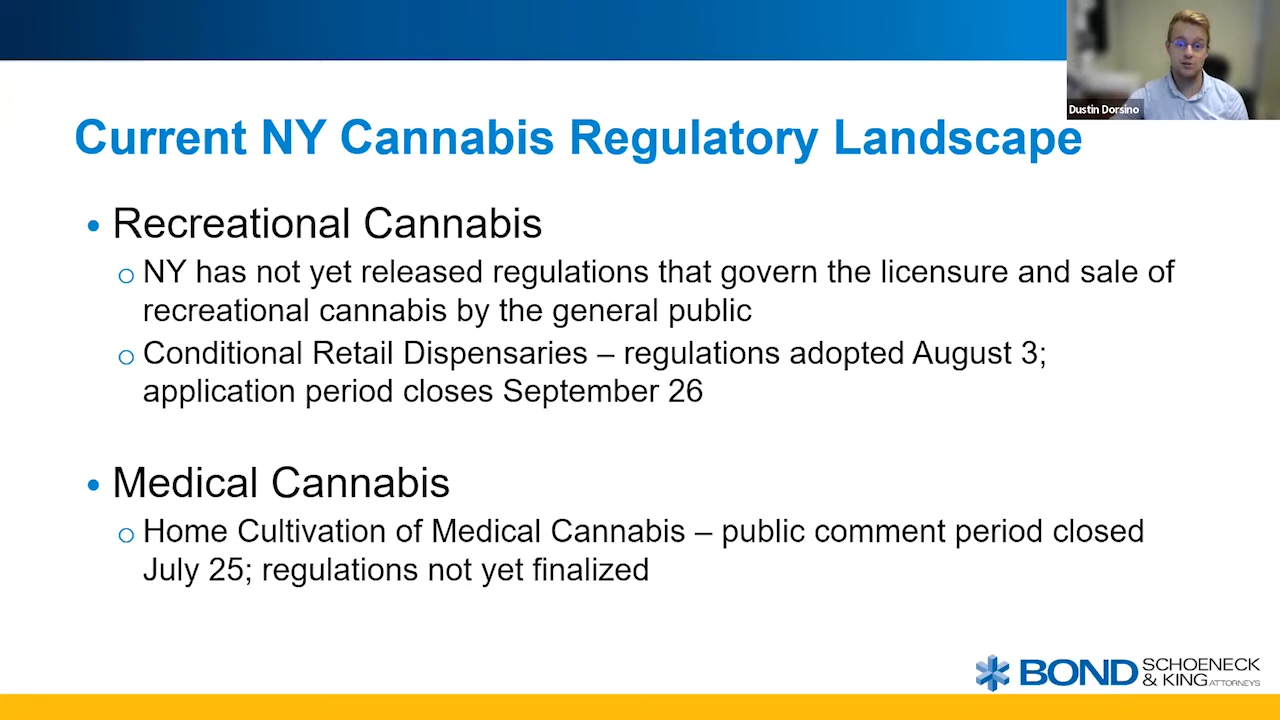 Dustin Dorsino
Current NY Cannabis Regulatory Landscape
• Recreational Cannabis
o NY has not yet released regulations that govern the licensure and sale of
recreational cannabis by the general public
o Conditional Retail Dispensaries – regulations adopted August 3;
application period closes September 26
• Medical Cannabis
o Home Cultivation of Medical Cannabis – public comment period closed
July 25; regulations not yet finalized
BOND SCHOENECK
& KING ATTORNEYS